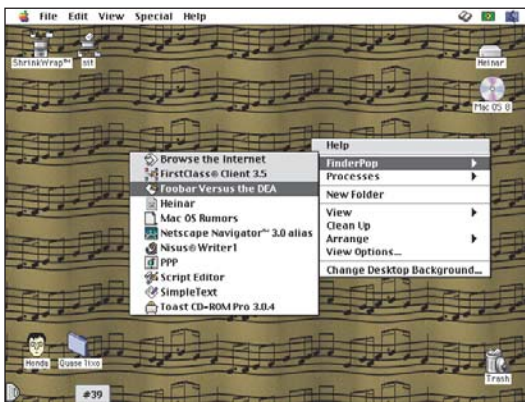 File Edit View Special Help
ShrinkWrap™ sit
Heinar
Mac OS 8
Help
FinderPop
Processes
New Folder
View
Clean Up
Arrange
View Options...
Change Desktop Background...
Browse the Internet
FirstClass® Client 3.5
Foobar Versus the DEA
Heinar
Mac OS Rumors
Netscape Navigator™ 3.0 alias
Nisus® Writer1
PPP
Script Editor
SimpleText
Toast CD-ROM Pro 3.0.4
Hends
Quase lixo
Trash
#39